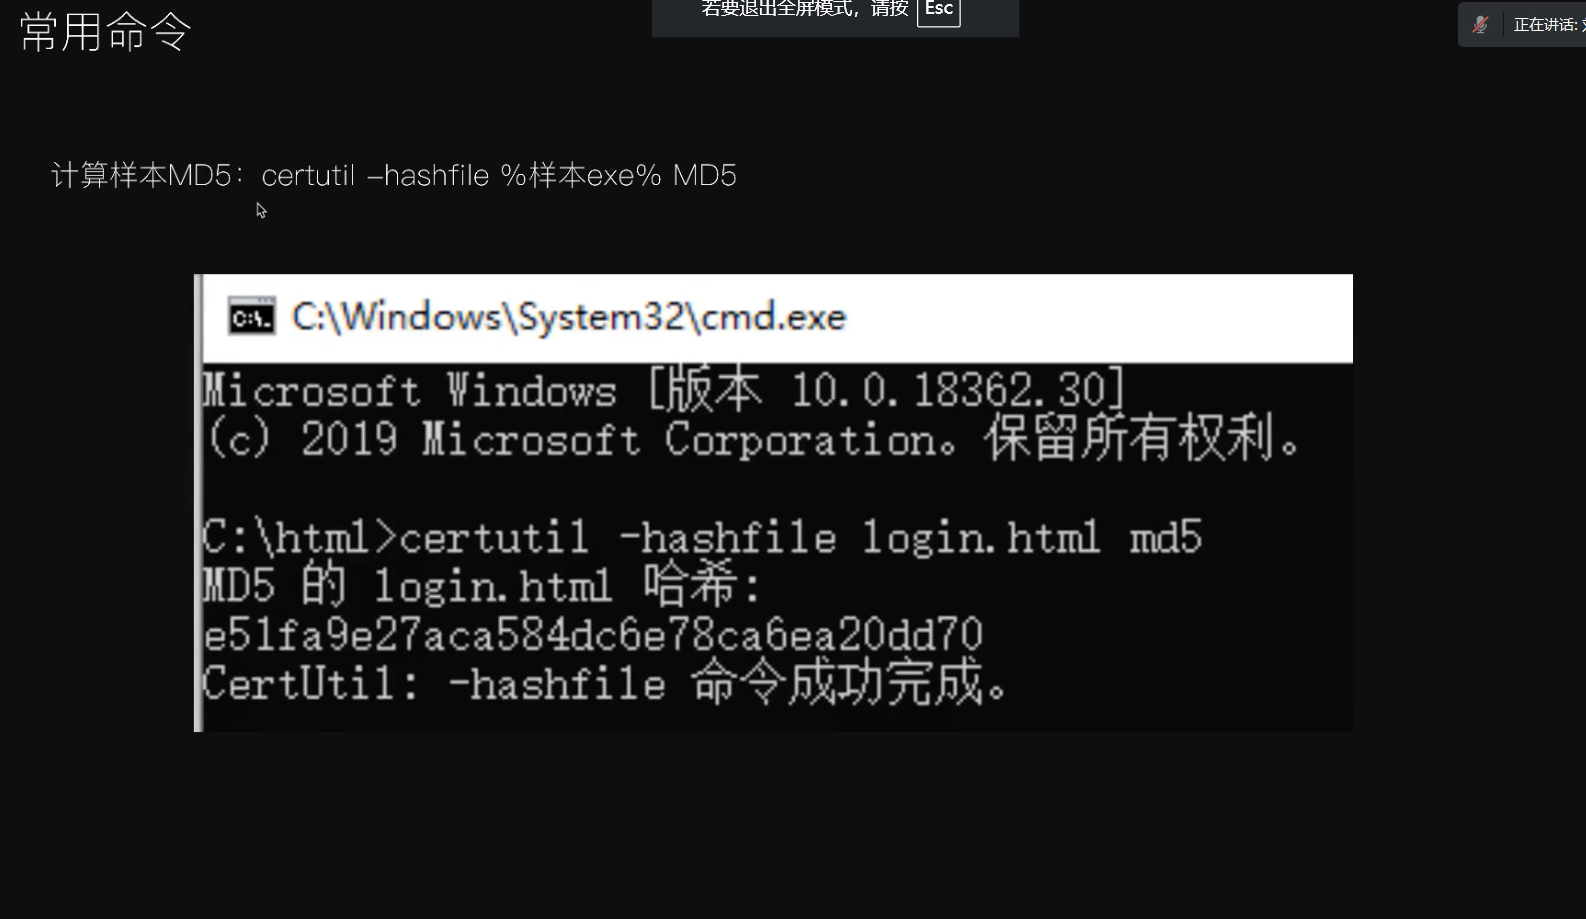 常用命令
若要退出全屏模式，请按 Esc
正在讲话:
计算样本MD5：certutil –hashfile %样本exe% MD5
C:\Windows\System32\cmd.exe
Microsoft Windows [版本 10.0.18362.30]
(c) 2019 Microsoft Corporation。保留所有权利。
C:\html>certutil -hashfile login.html md5
MD5 的 login.html 哈希:
e51fa9e27aca584dc6e78ca6ea20dd70
CertUtil: -hashfile 命令成功完成。